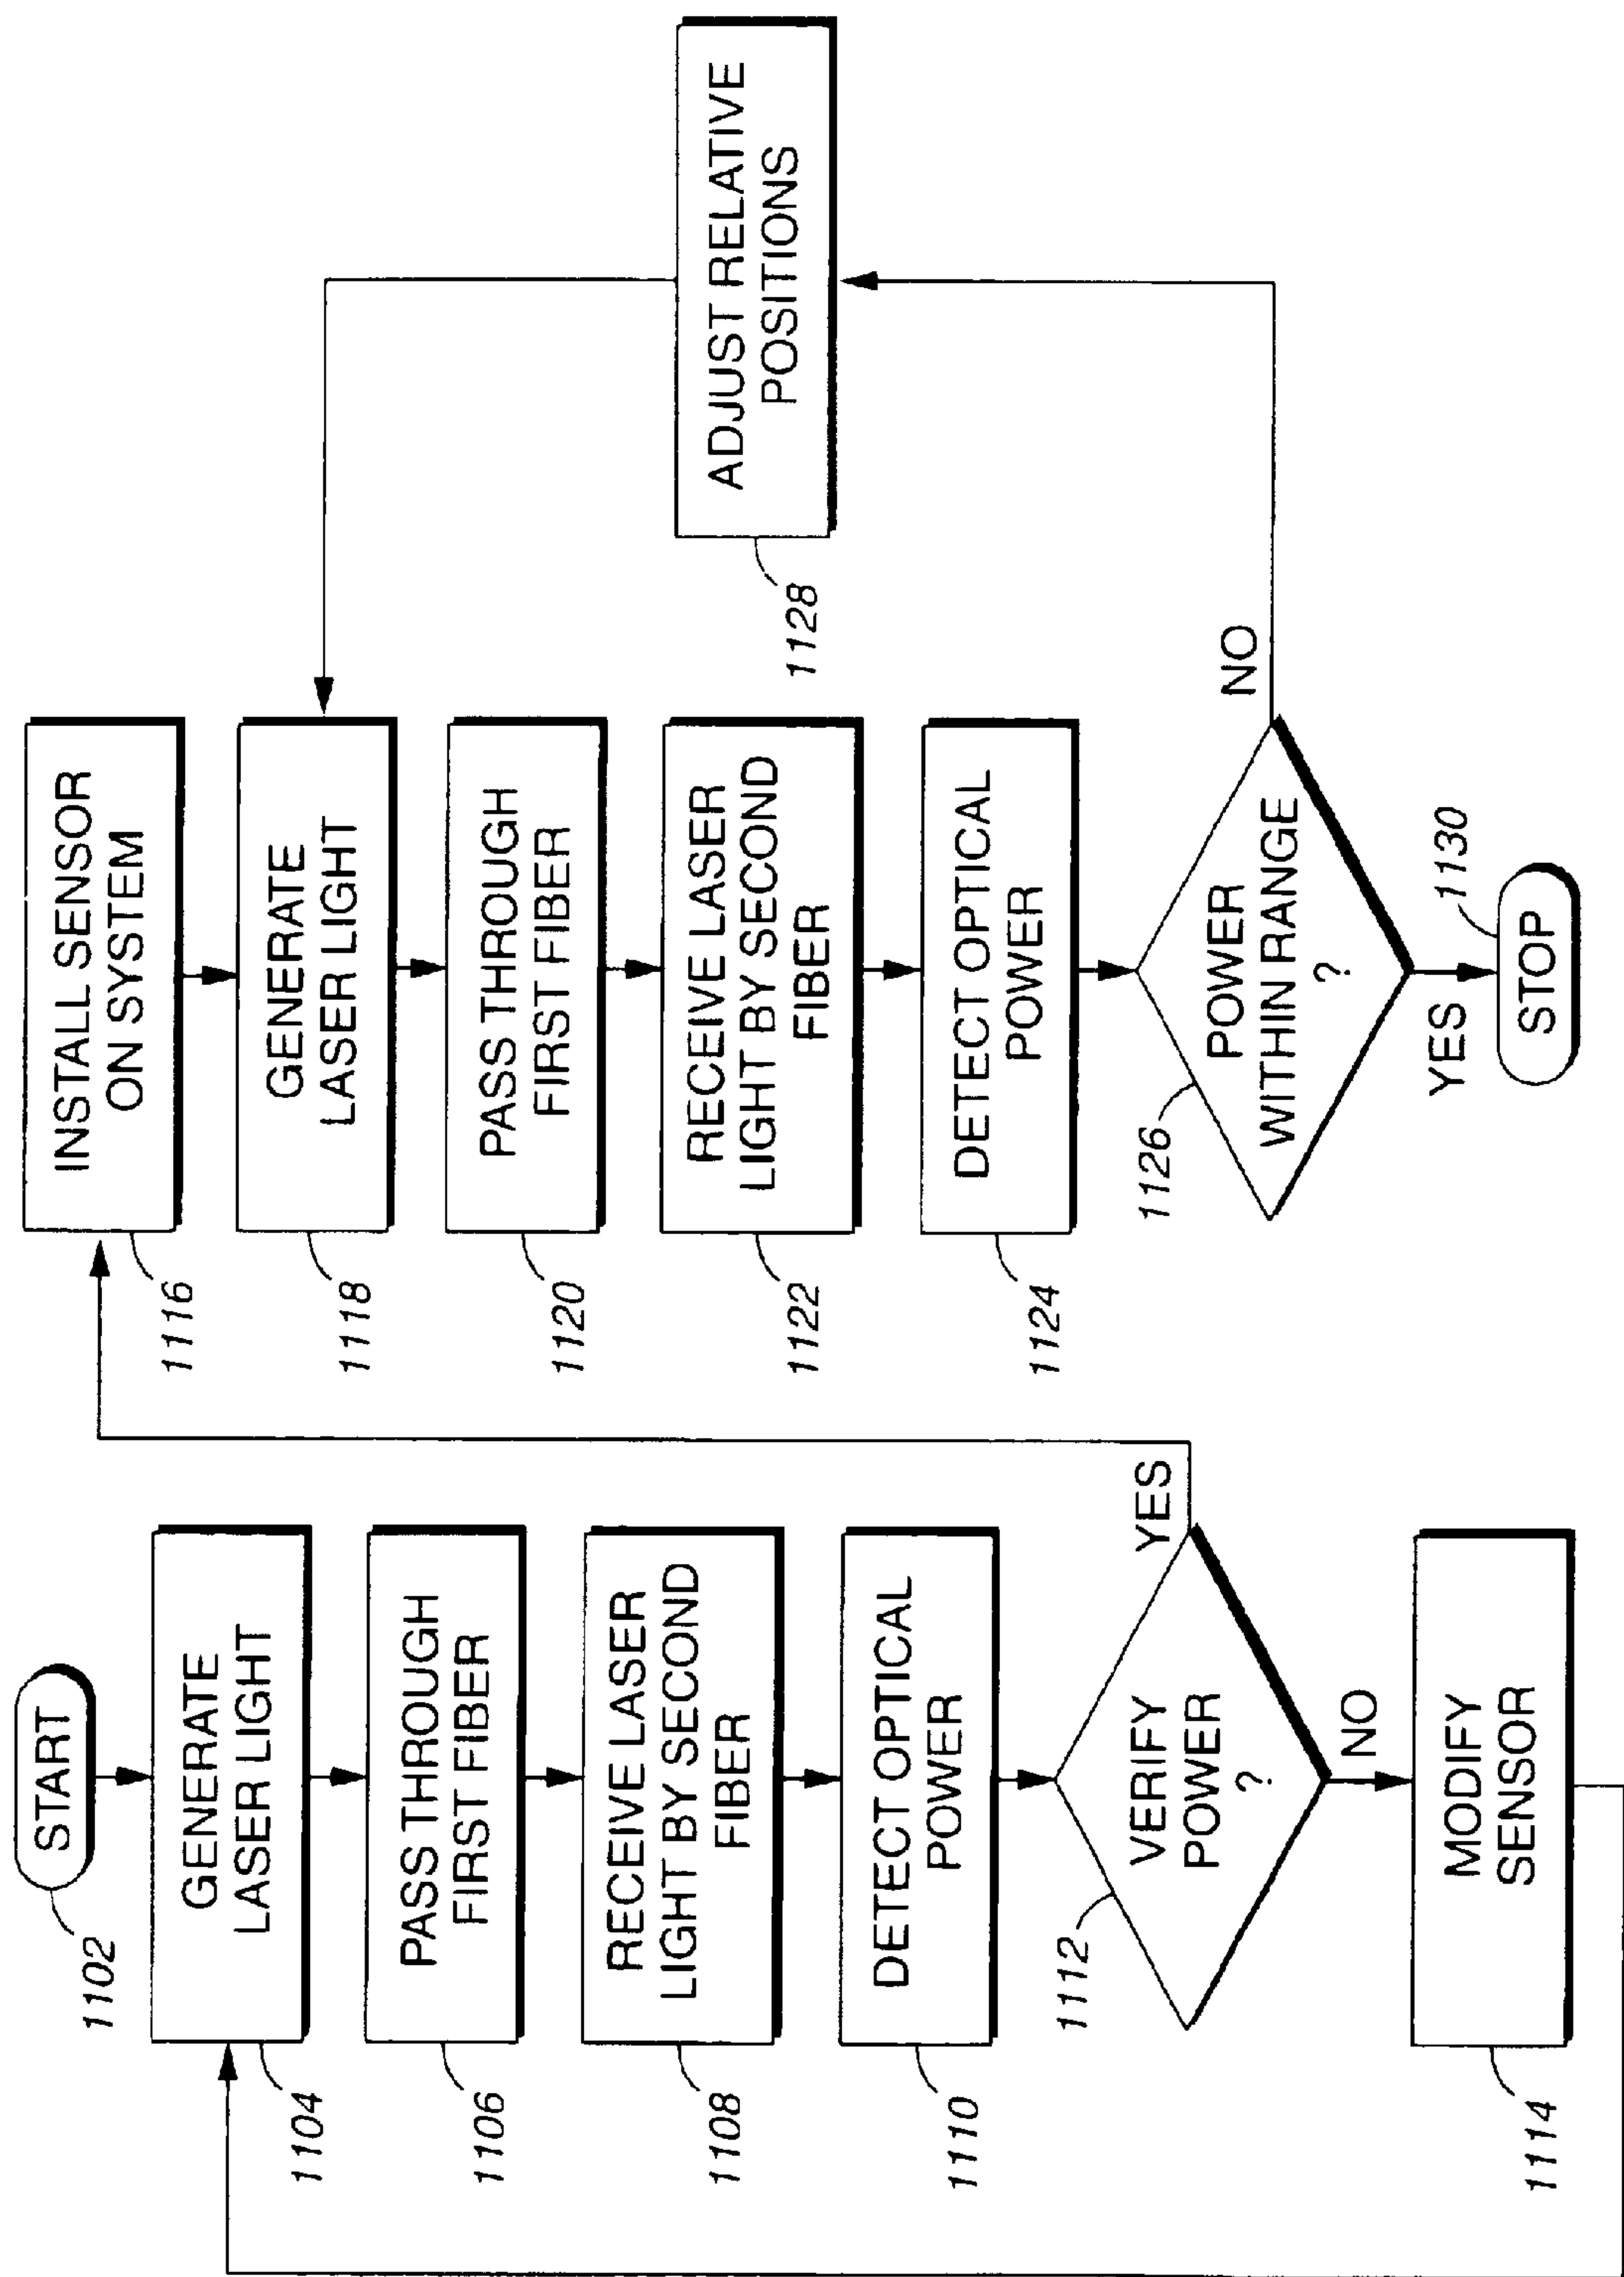 START
1102
GENERATE
LASER LIGHT
1104
PASS THROUGH
FIRST FIBER
1106
RECEIVE LASER
LIGHT BY SECOND
FIBER
1108
DETECT OPTICAL
POWER
1110
VERIFY
POWER
?
1112
YES
NO
MODIFY
SENSOR
1114
INSTALL SENSOR
ON SYSTEM
1116
GENERATE
LASER LIGHT
1118
PASS THROUGH
FIRST FIBER
1120
RECEIVE LASER
LIGHT BY SECOND
FIBER
1122
DETECT OPTICAL
POWER
1124
POWER
WITHIN RANGE
?
1126
NO
YES
ADJUST RELATIVE
POSITIONS
1128
STOP
1130